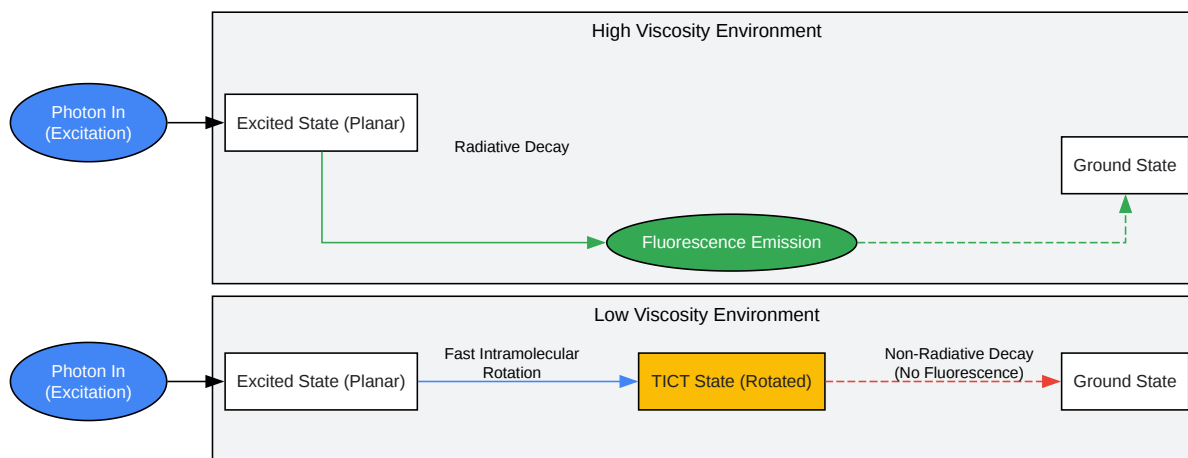 High Viscosity Environment
Photon In
(Excitation)
Excited State (Planar)
Radiative Decay
Ground State
Fluorescence Emission
Low Viscosity Environment
Photon In
(Excitation)
Excited State (Planar)
Fast Intramolecular
Rotation
TICT State (Rotated)
Non-Radiative Decay
(No Fluorescence)
Ground State